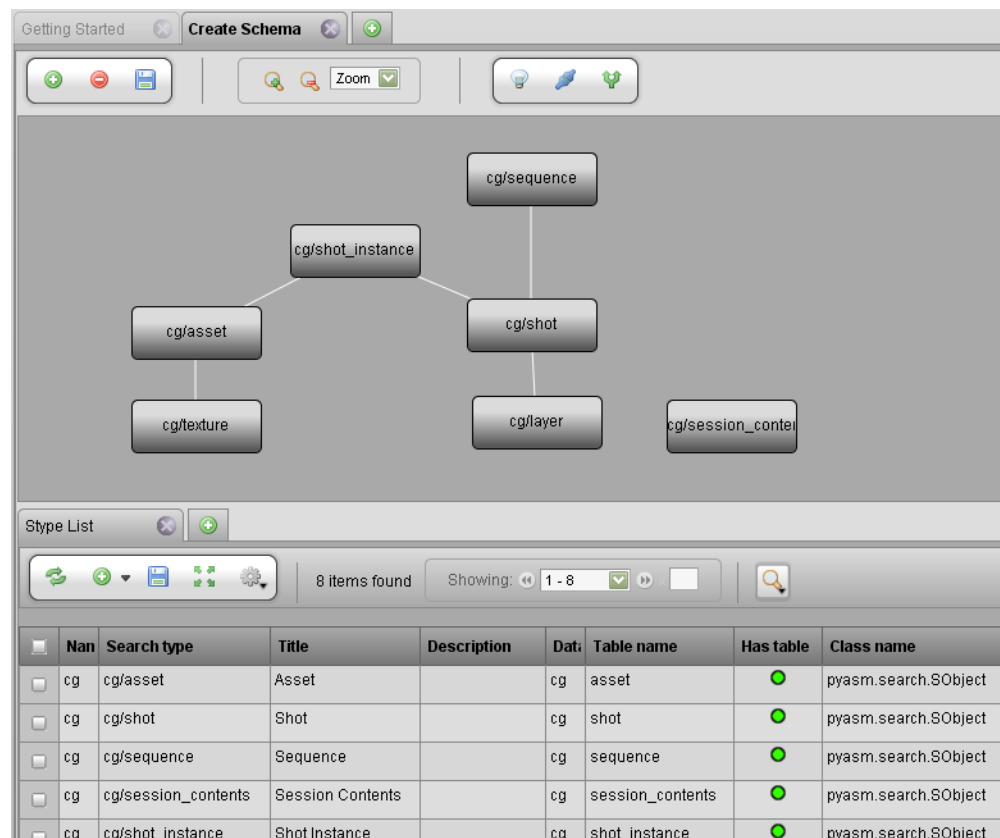 Getting Started
Create Schema
Zoom
cg/sequence
cg/shot_instance
cg/shot
cg/asset
cg/texture
cg/layer
cg/session_conte
Stype List
8 items found
Showing:
1 - 8
Nan Search type Title Description Data Table name Has table Class name
cg cg/asset Asset cg asset pyasm.search.SObject
cg cg/shot Shot cg shot pyasm.search.SObject
cg cg/sequence Sequence cg sequence pyasm.search.SObject
cg cg/session_contents Session Contents cg session_contents pyasm.search.SObject
cg cg/shot_instance Shot Instance cg shot_instance pyasm.search.SObject